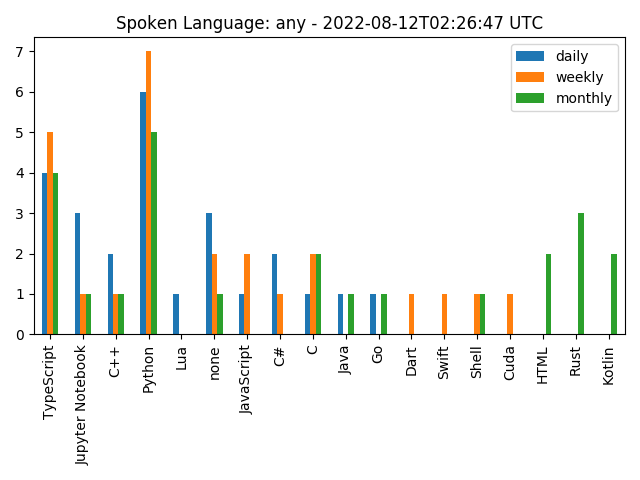 Spoken Language: any - 2022-08-12T02:26:47 UTC
daily
weekly
monthly
7
6
5
4
3
2
1
0
TypeScript
Jupyter Notebook
C++
Python
Lua
none
JavaScript
C#
C
Java
Go
Dart
Swift
Shell
Cuda
HTML
Rust
Kotlin